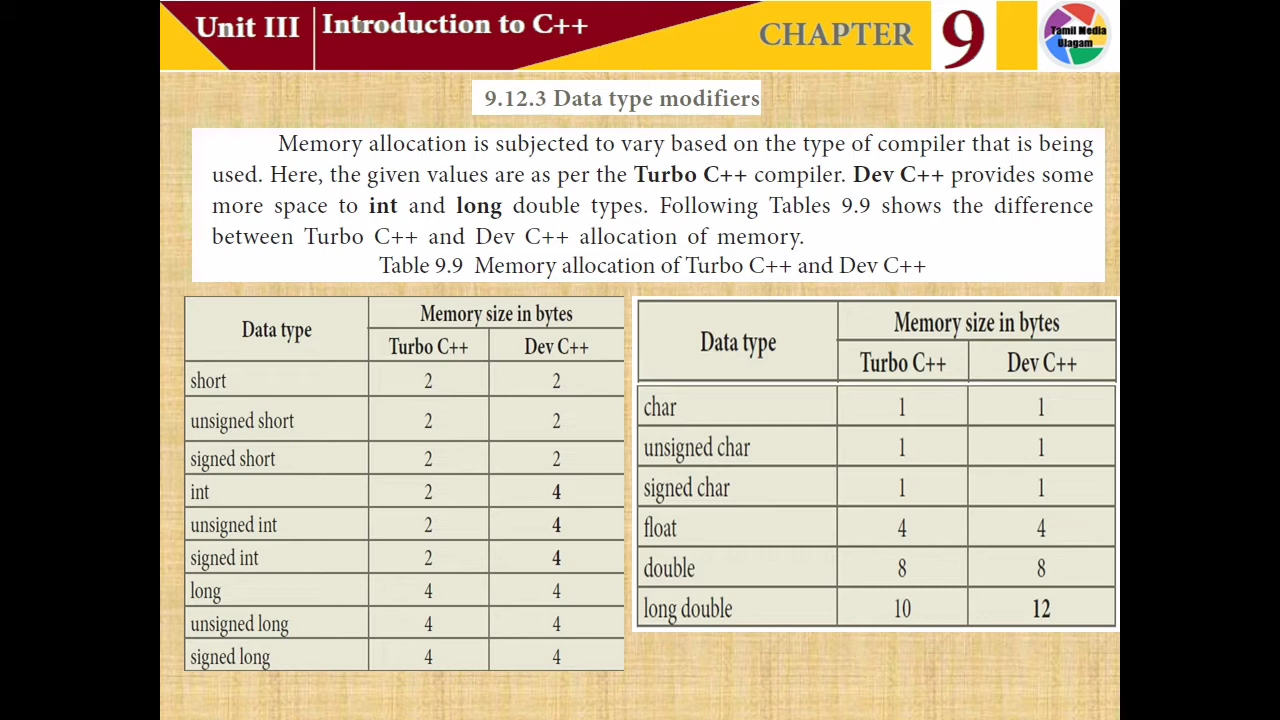 Unit III Introduction to C++ CHAPTER 9
Tamil Media
Ulagam
9.12.3 Data type modifiers
Memory allocation is subjected to vary based on the type of compiler that is being
used. Here, the given values are as per the Turbo C++ compiler. Dev C++ provides some
more space to int and long double types. Following Tables 9.9 shows the difference
between Turbo C++ and Dev C++ allocation of memory.
Table 9.9 Memory allocation of Turbo C++ and Dev C++
Data type Memory size in bytes
Turbo C++ Dev C++
short 2 2
unsigned short 2 2
signed short 2 2
int 2 4
unsigned int 2 4
signed int 2 4
long 4 4
unsigned long 4 4
signed long 4 4
Data type Memory size in bytes
Turbo C++ Dev C++
char 1 1
unsigned char 1 1
signed char 1 1
float 4 4
double 8 8
long double 10 12